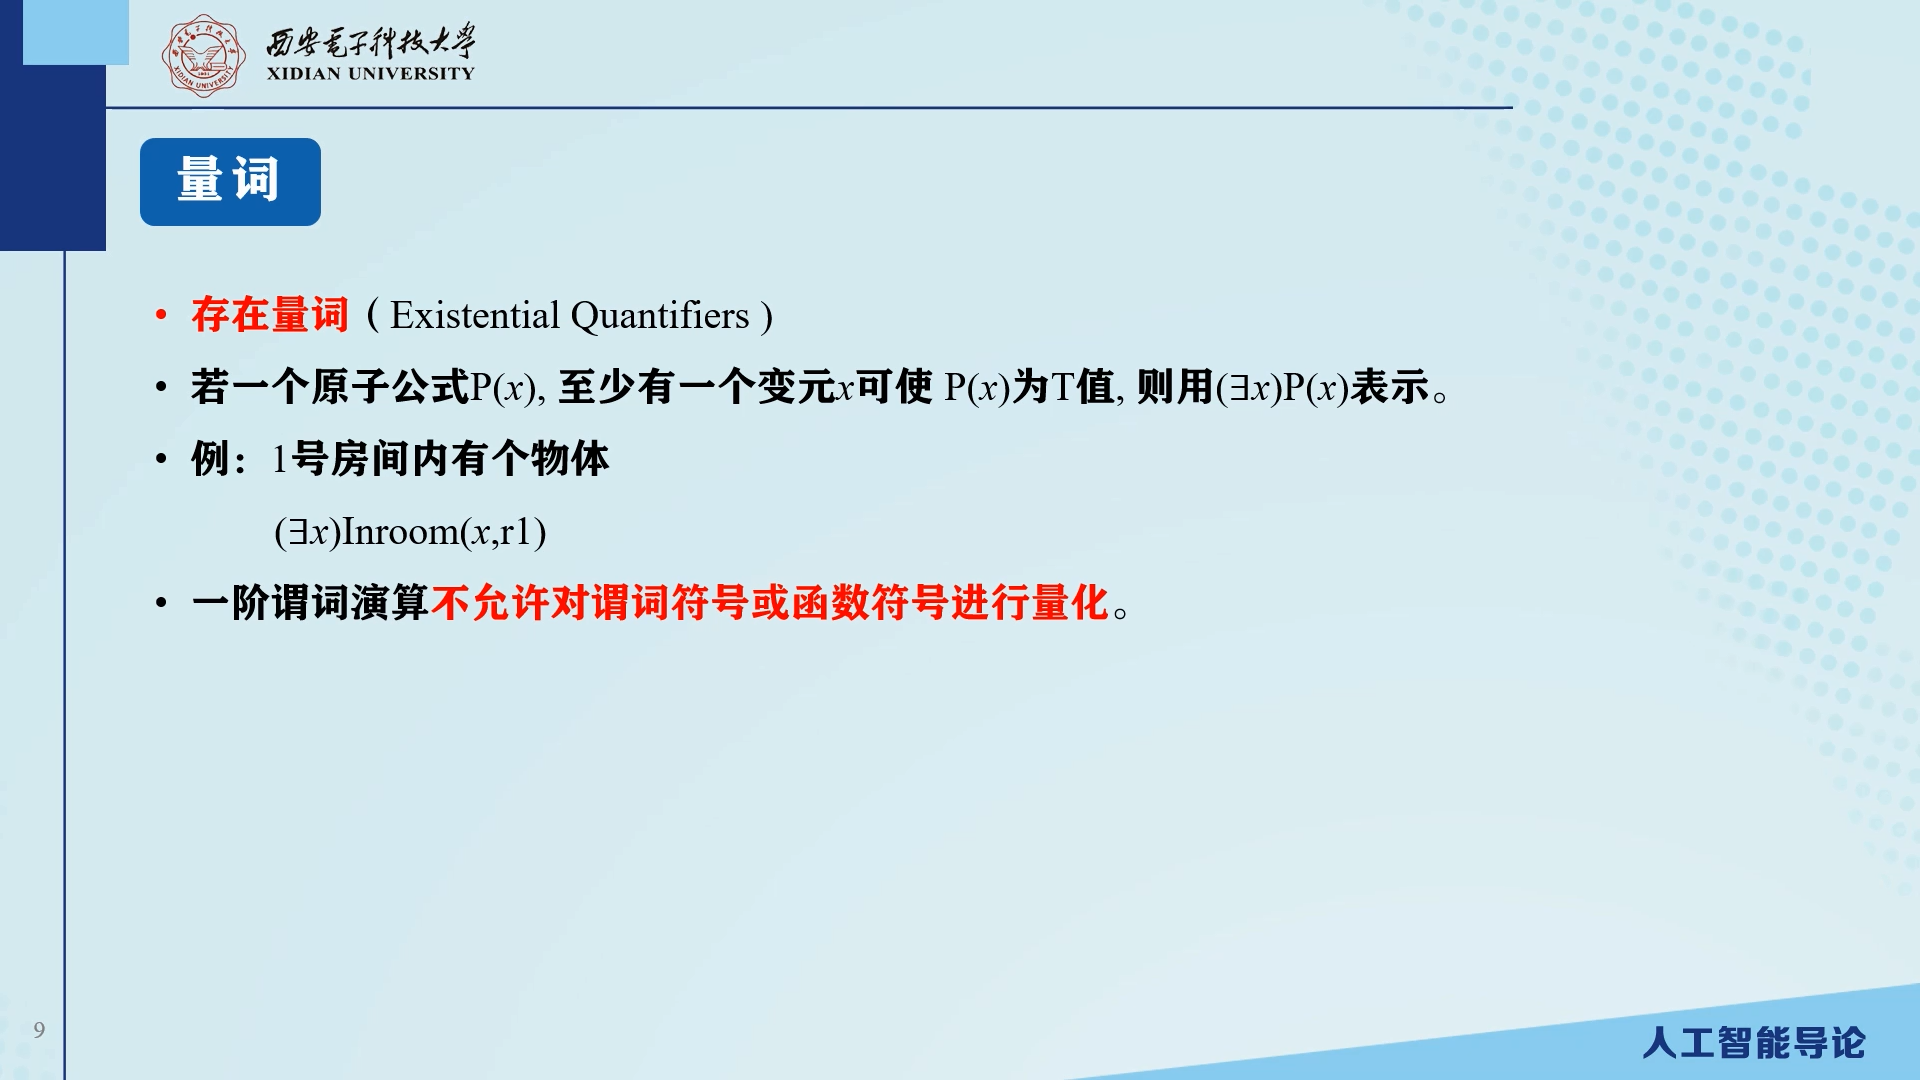 西安电子科技大学
XIDIAN UNIVERSITY
量词
• 存在量词（Existential Quantifiers )
• 若一个原子公式P(x), 至少有一个变元x可使 P(x)为T值, 则用(∃x)P(x)表示。
• 例：1号房间内有个物体
(∃x)Inroom(x,r1)
• 一阶谓词演算不允许对谓词符号或函数符号进行量化。
9
人工智能导论